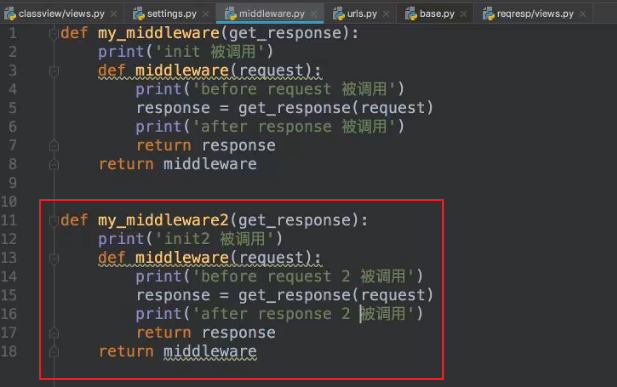 classview/views.py × settings.py × middleware.py × urls.py × base.py × reqresp/views.py ×
1 def my_middleware(get_response):
2     print('init 被调用')
3     def middleware(request):
4         print('before request 被调用')
5         response = get_response(request)
6         print('after response 被调用')
7         return response
8     return middleware
9
10
11 def my_middleware2(get_response):
12     print('init2 被调用')
13     def middleware(request):
14         print('before request 2 被调用')
15         response = get_response(request)
16         print('after response 2 被调用')
17         return response
18     return middleware